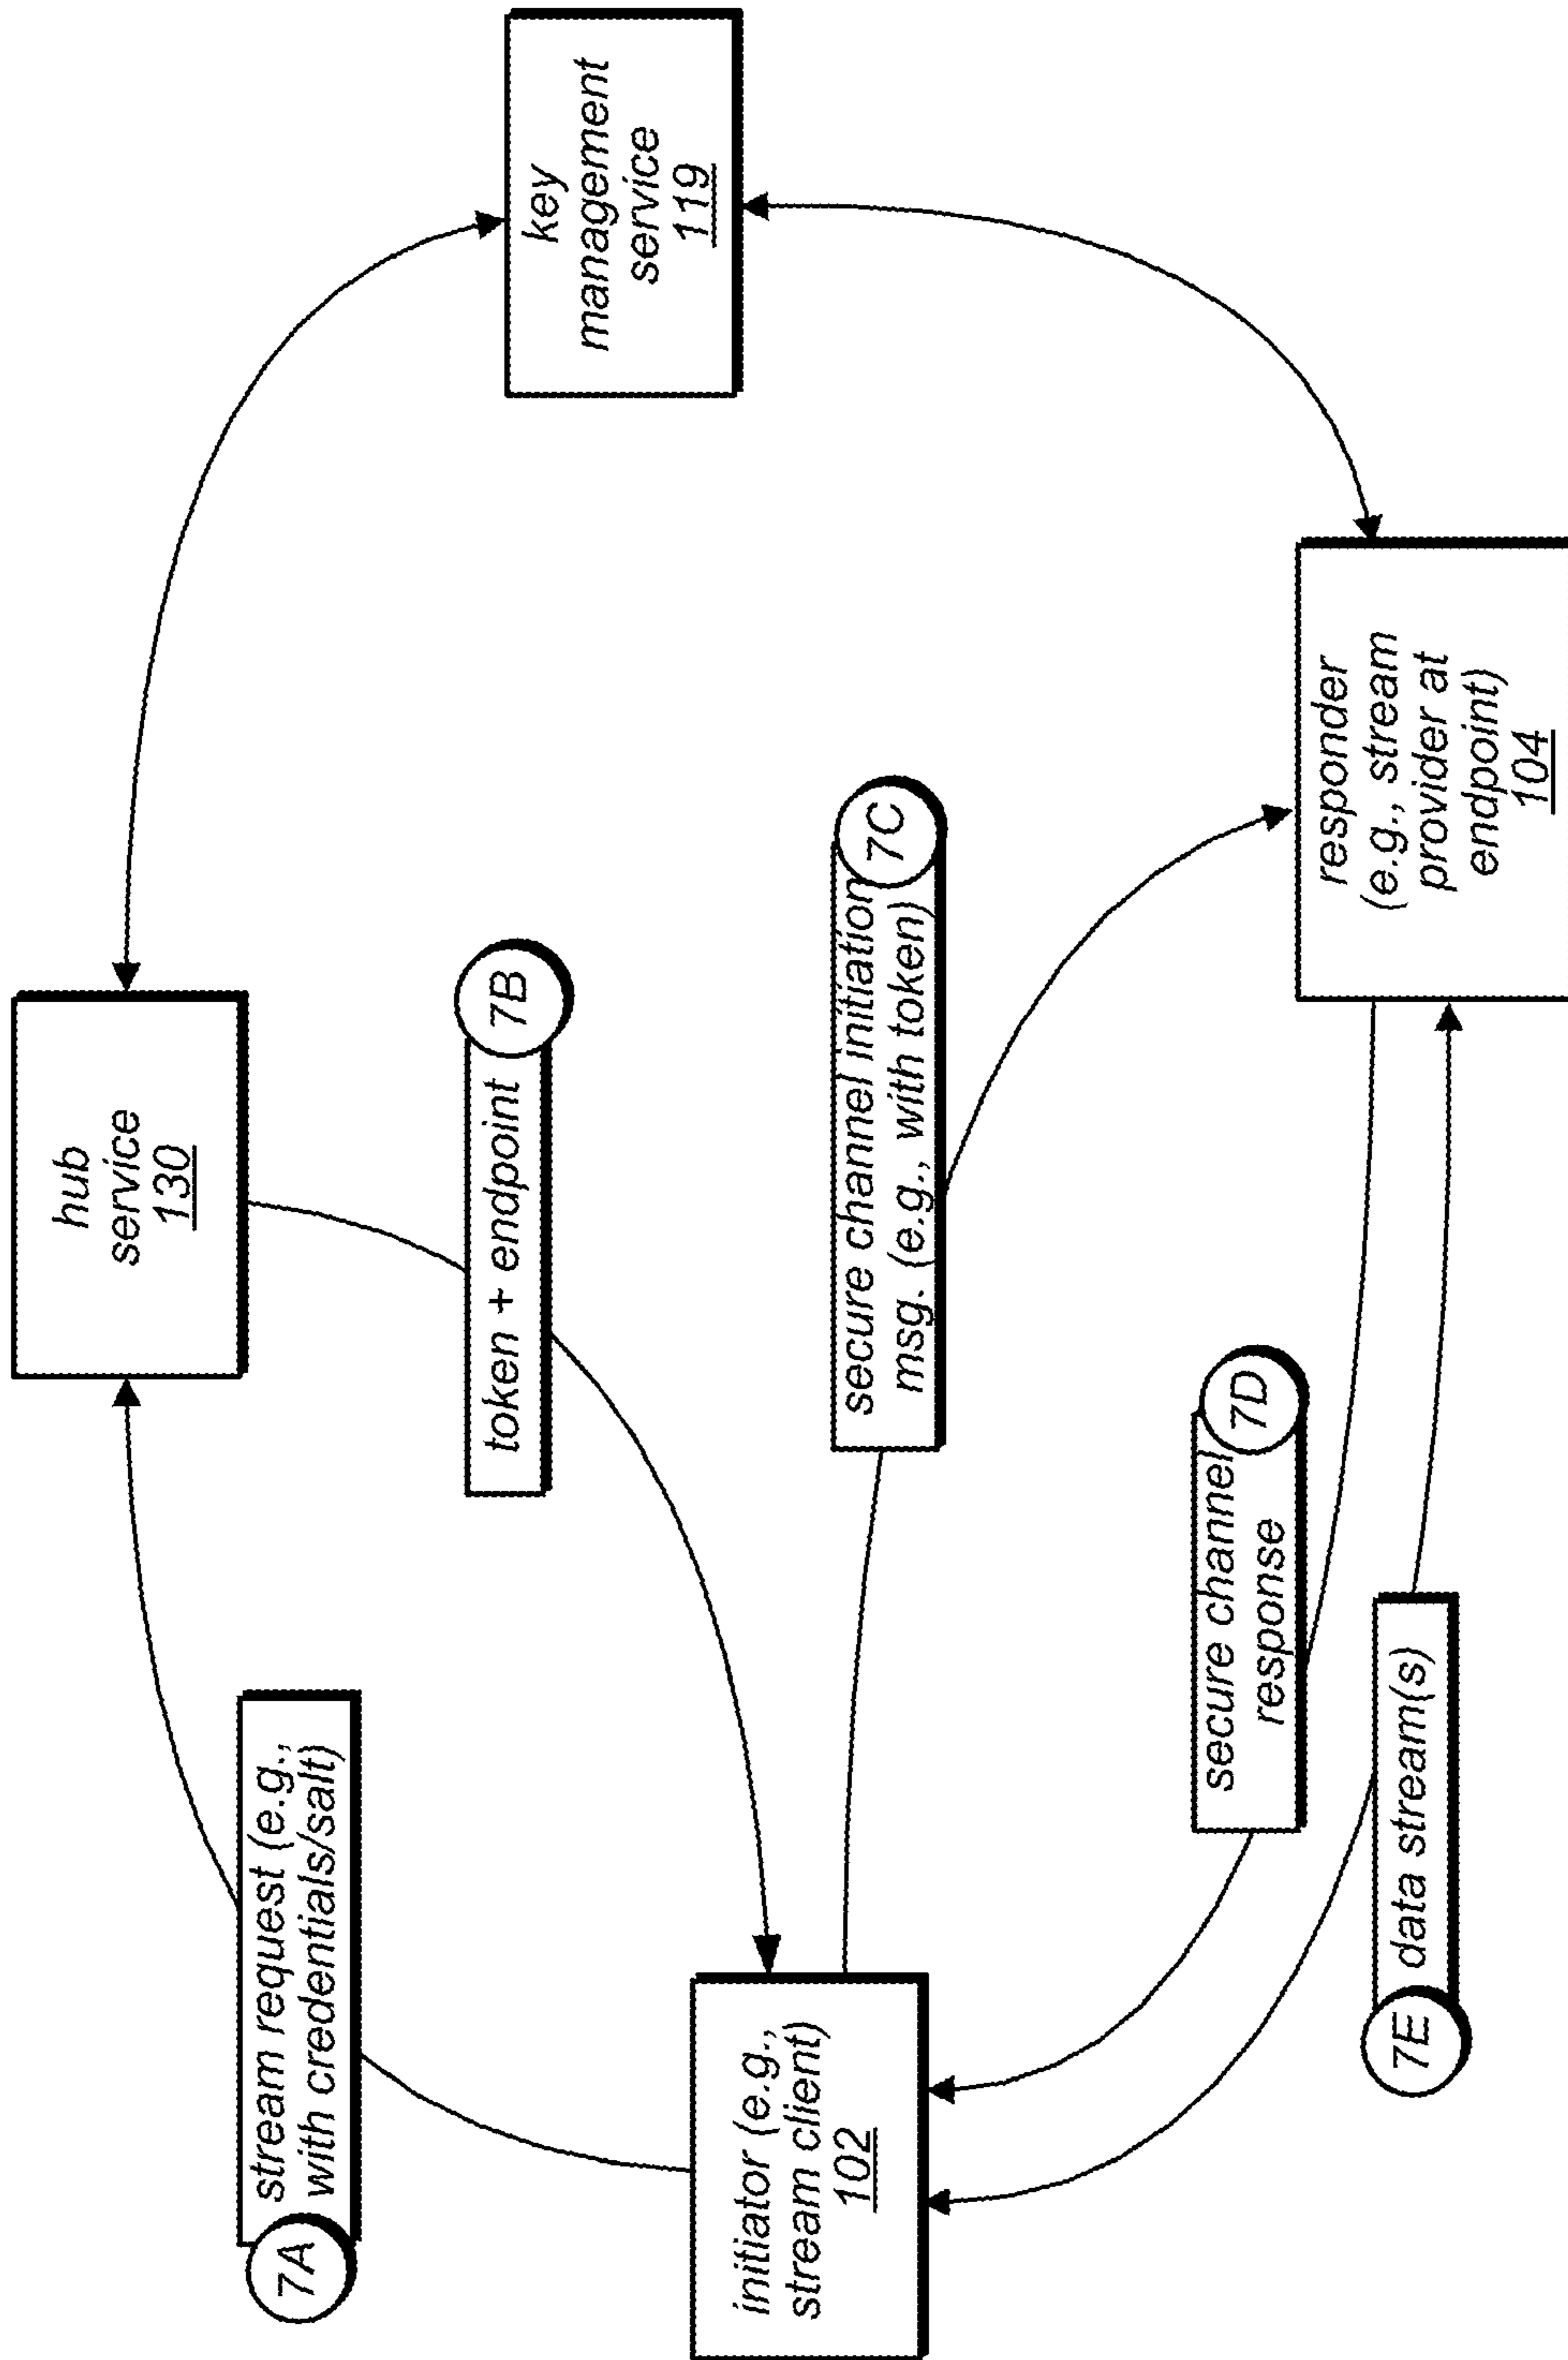 hub
service
130
7A
stream request (e.g.,
with credentials/salt)
token + endpoint
7B
key
management
service
119
initiator (e.g.,
stream client)
102
secure channel initiation
msg. (e.g., with token)
7C
secure channel
response
7D
7E
data stream(s)
responder
(e.g., stream
provider at
endpoint)
104